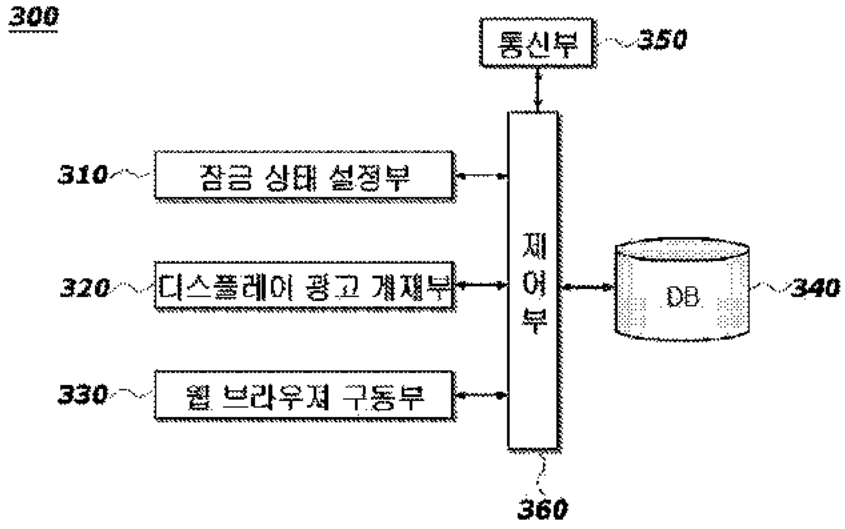 300
통신부
350
310
잠금 상태 설정부
제어부
320
디스플레이 광고 게재부
DB
340
330
웹 브라우져 구동부
360